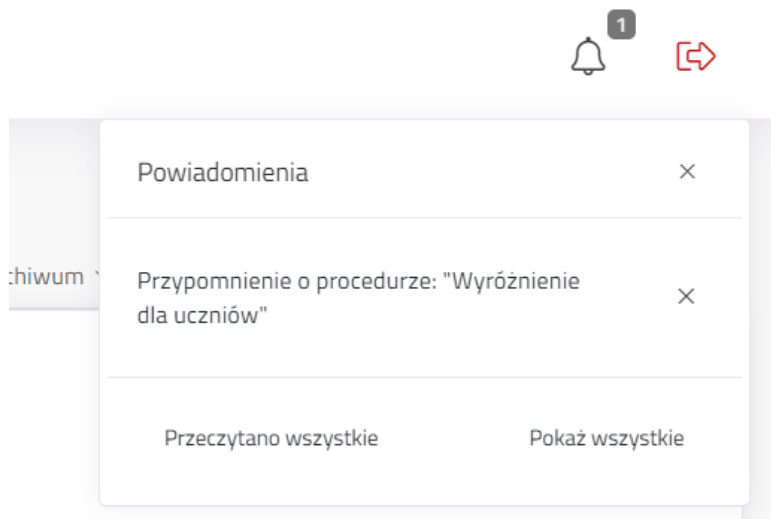 1
Powiadomienia
chiwum
Przypomnienie o procedurze: "Wyróżnienie
dla uczniów"
Przeczytano wszystkie
Pokaż wszystkie